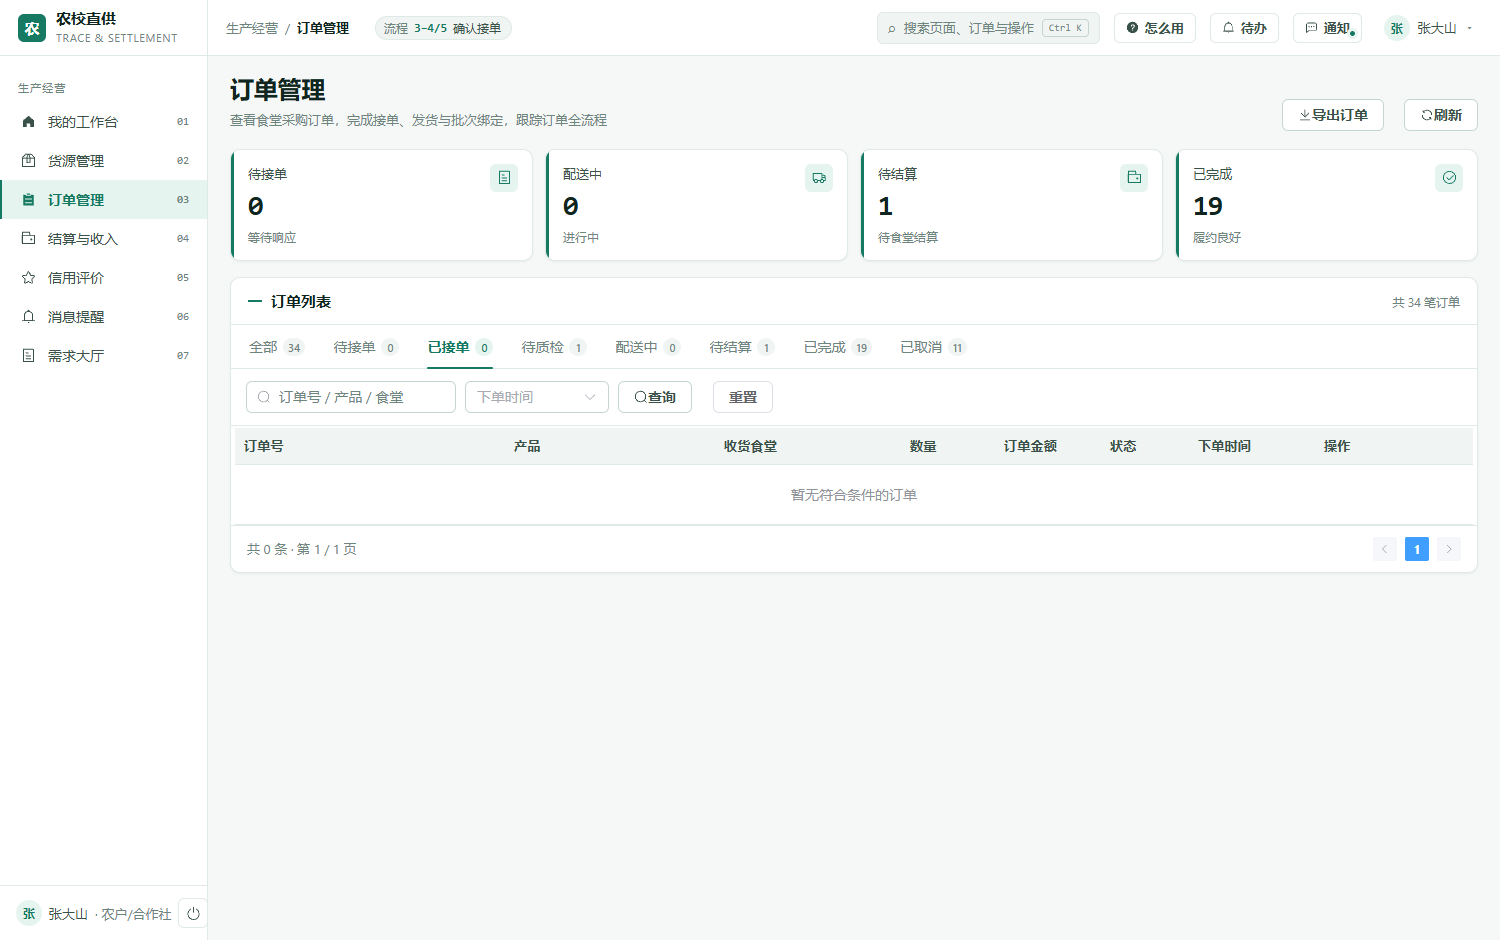 农
农校直供
TRACE & SETTLEMENT
生产经营 / 订单管理
流程 3-4/5 确认接单
搜索页面、订单与操作 Ctrl K
怎么用
待办
通知
张 张大山
生产经营
我的工作台 01
货源管理 02
订单管理 03
结算与收入 04
信用评价 05
消息提醒 06
需求大厅 07
张 张大山 · 农户/合作社
订单管理
查看食堂采购订单，完成接单、发货与批次绑定，跟踪订单全流程
导出订单
刷新
待接单
0
等待响应
配送中
0
进行中
待结算
1
待食堂结算
已完成
19
履约良好
订单列表
共 34 笔订单
全部 34 待接单 0 已接单 0 待质检 1 配送中 0 待结算 1 已完成 19 已取消 11
订单号 / 产品 / 食堂 下单时间 查询 重置
订单号 产品 收货食堂 数量 订单金额 状态 下单时间 操作
暂无符合条件的订单
共 0 条 · 第 1 / 1 页
1